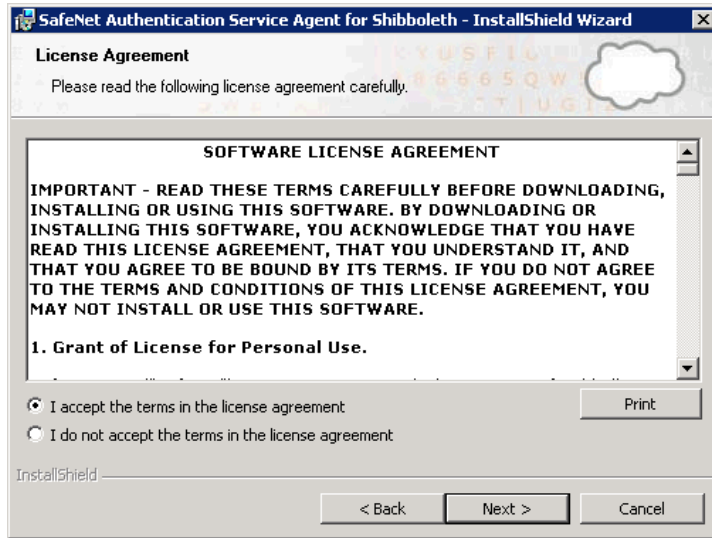 SafeNet Authentication Service Agent for Shibboleth - InstallShield Wizard
License Agreement
Please read the following license agreement carefully.
SOFTWARE LICENSE AGREEMENT
IMPORTANT - READ THESE TERMS CAREFULLY BEFORE DOWNLOADING,
INSTALLING OR USING THIS SOFTWARE. BY DOWNLOADING OR
INSTALLING THIS SOFTWARE, YOU ACKNOWLEDGE THAT YOU HAVE
READ THIS LICENSE AGREEMENT, THAT YOU UNDERSTAND IT, AND
THAT YOU AGREE TO BE BOUND BY ITS TERMS. IF YOU DO NOT AGREE
TO THE TERMS AND CONDITIONS OF THIS LICENSE AGREEMENT, YOU
MAY NOT INSTALL OR USE THIS SOFTWARE.
1. Grant of License for Personal Use.
I accept the terms in the license agreement
Print
I do not accept the terms in the license agreement
InstallShield
< Back
Next >
Cancel